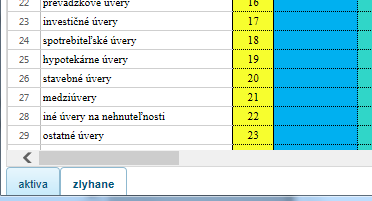 22 prevádzkové úvery 16
23 investičné úvery 17
24 spotrebiteľské úvery 18
25 hypotekárne úvery 19
26 stavebné úvery 20
27 medziúvery 21
28 iné úvery na nehnuteľnosti 22
29 ostatné úvery 23
aktiva zlyhane